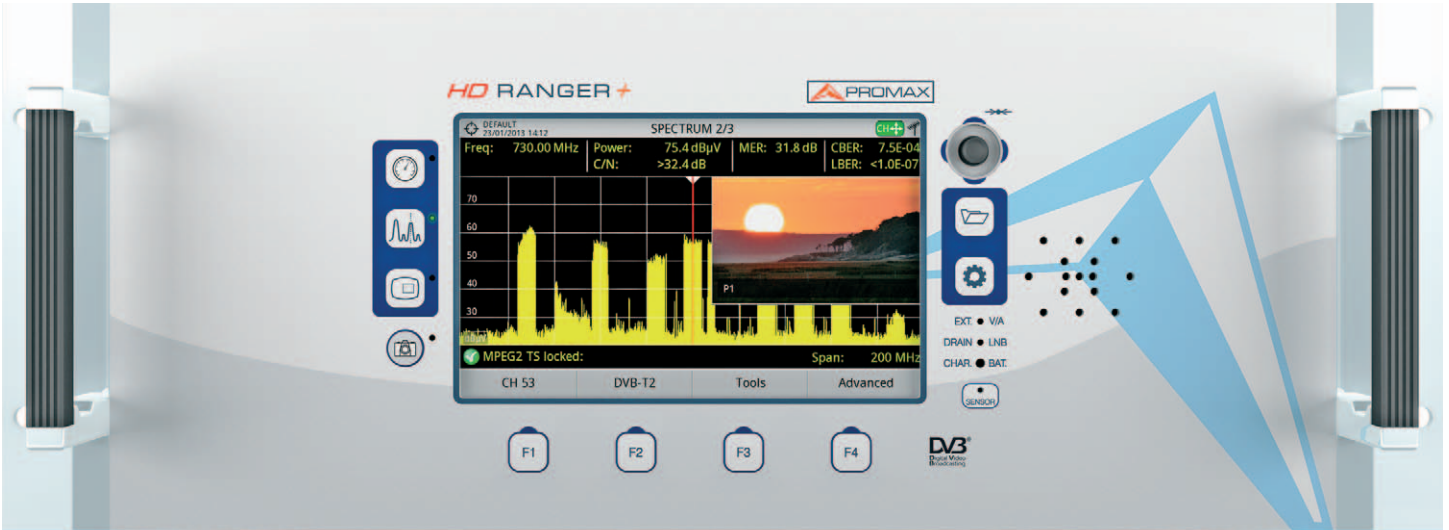 HD RANGER +
PROMAX
DEFAULT
23/01/2013 14:12
SPECTRUM 2/3
CH
Freq: 730.00 MHz
Power: 75.4 dBµV
MER: 31.8 dB
CBER: 7.5E-04
C/N: >32.4 dB
LBER: <1.0E-07
70
60
50
40
30
dBµV
P1
MPEG2 TS locked:
Span: 200 MHz
CH 53
DVB-T2
Tools
Advanced
EXT. V/A
DRAIN LNB
CHAR. BAT.
SENSOR
F1
F2
F3
F4
DVB®
Digital Video
Broadcasting